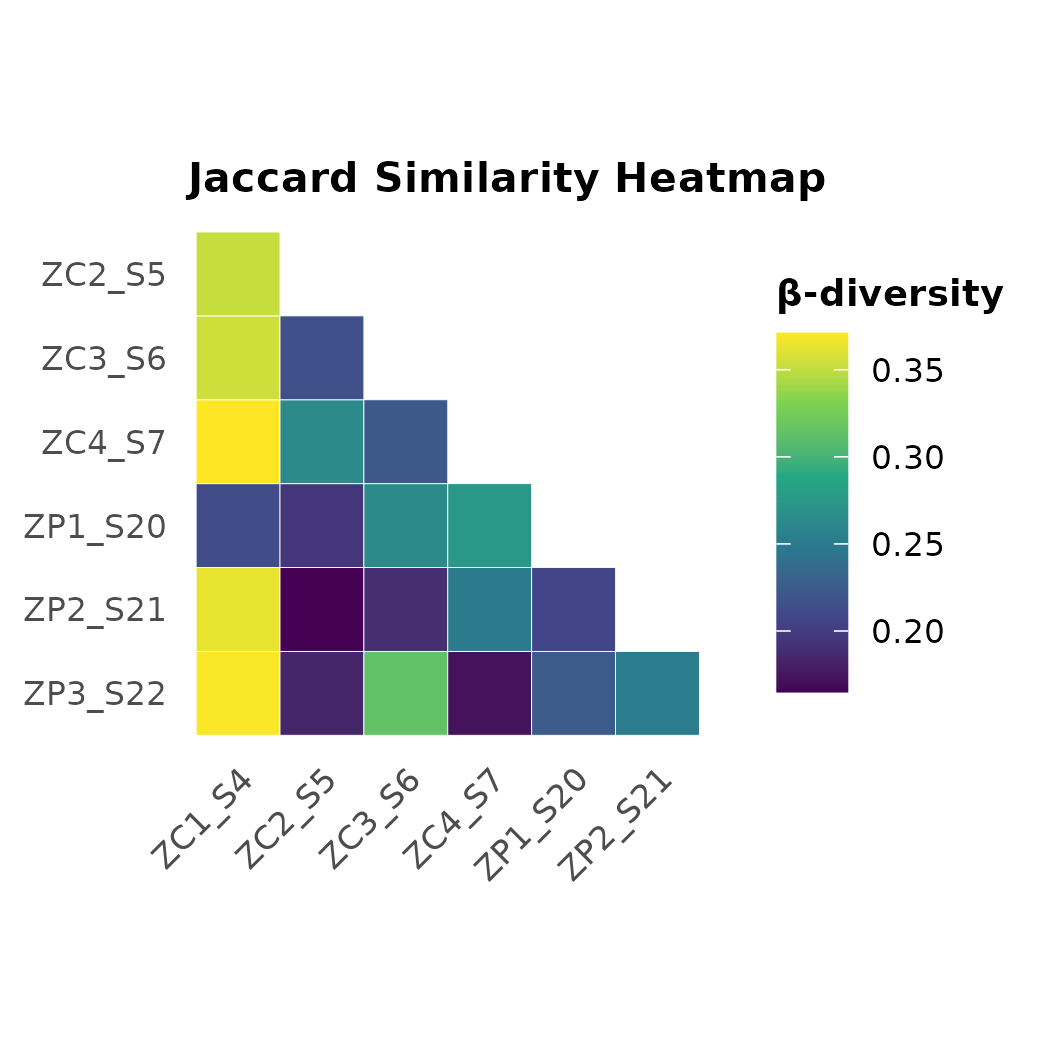 Jaccard Similarity Heatmap
ZC2_S5
ZC3_S6
ZC4_S7
ZP1_S20
ZP2_S21
ZP3_S22
ZC1_S4
ZC2_S5
ZC3_S6
ZC4_S7
ZP1_S20
ZP2_S21
β-diversity
0.35
0.30
0.25
0.20